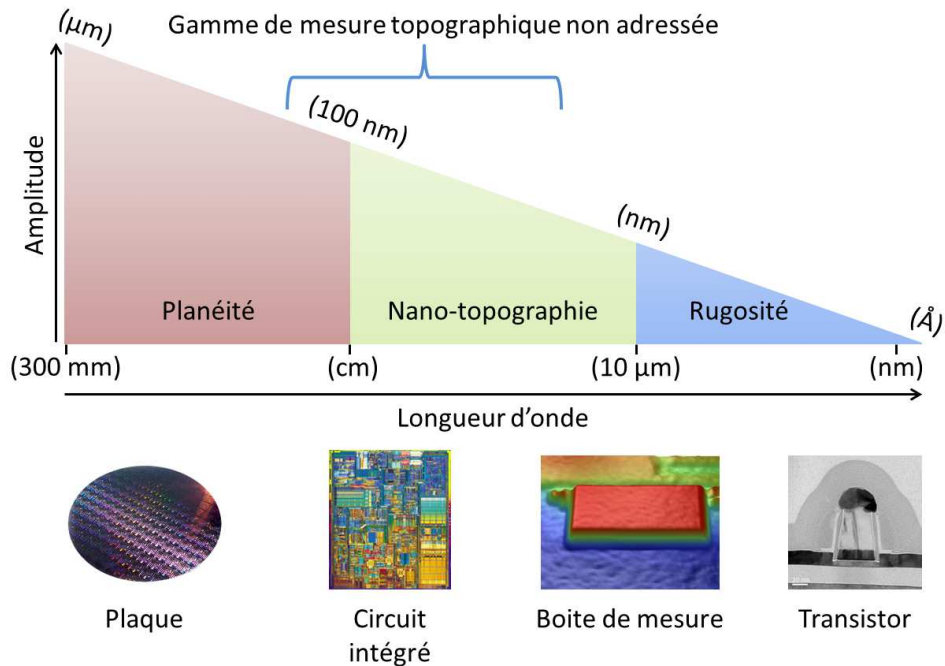 Gamme de mesure topographique non adressée
(µm)
(100 nm)
(nm)
(Å)
Amplitude
Planéité
Nano-topographie
Rugosité
(300 mm)
(cm)
(10 µm)
(nm)
Longueur d’onde
Plaque
Circuit
intégré
Boite de mesure
Transistor